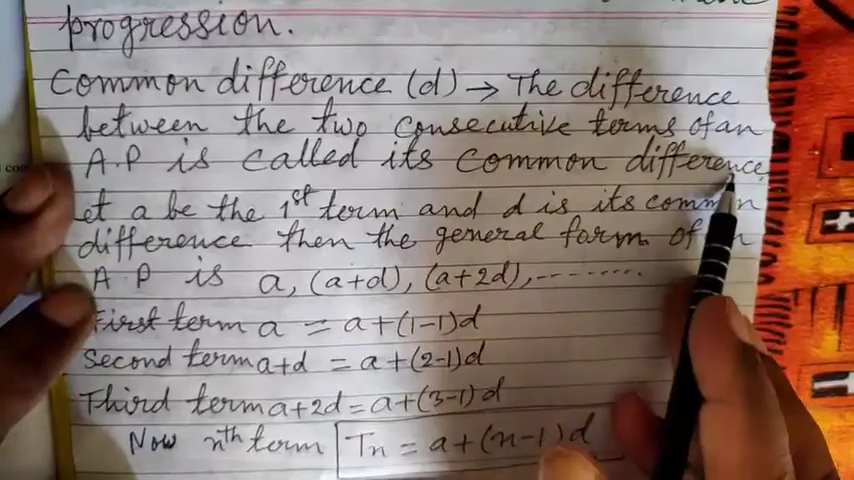 progression.
Common difference (d) → The difference
between the two consecutive terms of an
A.P is called its common difference.
et a be the 1st term and d is its comm n
difference then the general form of
A P is a, (a+d), (a+2d),--------
First term a = a+(1-1)d
Second term a+d = a+(2-1)d
Third term a+2d = a+(3-1)d
Now nth term Tn = a+(n-1)d